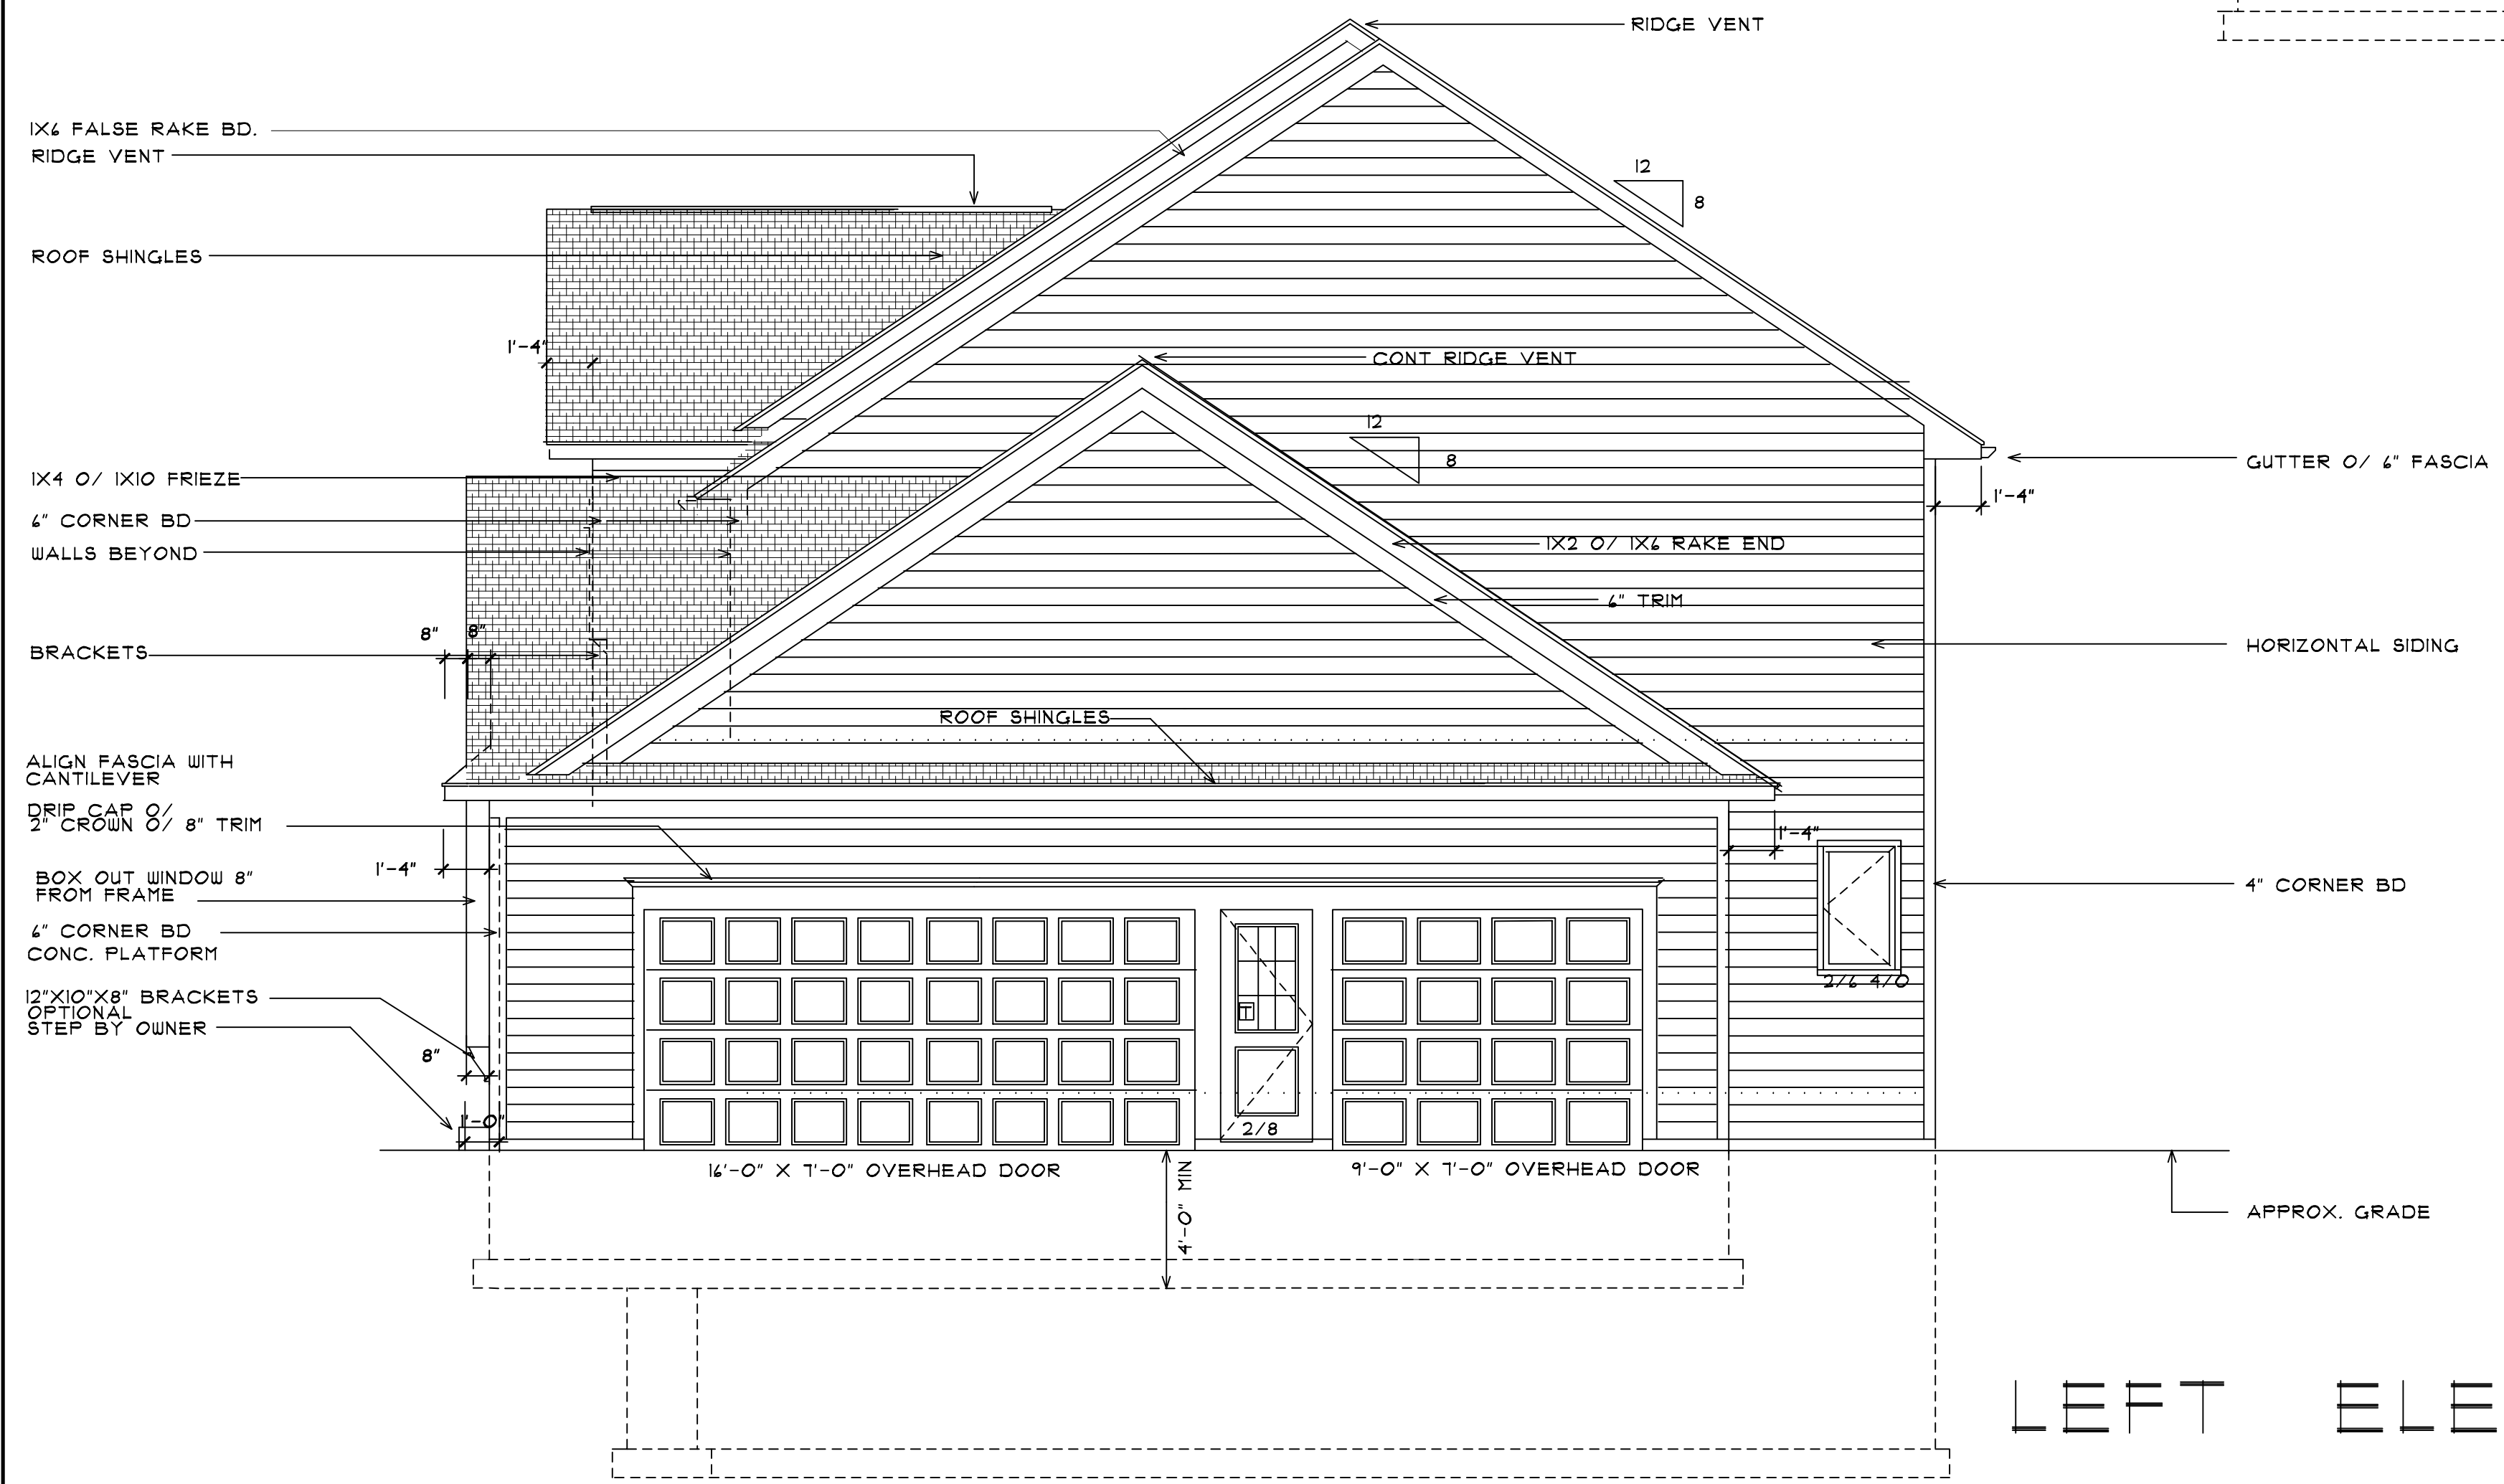 RIDGE VENT
1X6 FALSE RAKE BD.
RIDGE VENT
12
8
ROOF SHINGLES
1'-4"
CONT RIDGE VENT
12
8
GUTTER O/ 6" FASCIA
1X4 O/ 1X10 FRIEZE
1'-4"
6" CORNER BD
WALLS BEYOND
1X2 O/ 1X6 RAKE END
6" TRIM
8"
8"
BRACKETS
HORIZONTAL SIDING
ROOF SHINGLES
ALIGN FASCIA WITH
CANTILEVER
DRIP CAP O/
2" CROWN O/ 8" TRIM
1'-4"
1'-4"
BOX OUT WINDOW 8"
FROM FRAME
4" CORNER BD
6" CORNER BD
CONC. PLATFORM
2/6 4/0
12"X10"X8" BRACKETS
OPTIONAL
STEP BY OWNER
T
8"
1'-0"
2/8
16'-0" X 7'-0" OVERHEAD DOOR
9'-0" X 7'-0" OVERHEAD DOOR
4'-0" MIN
APPROX. GRADE
LEFT ELE